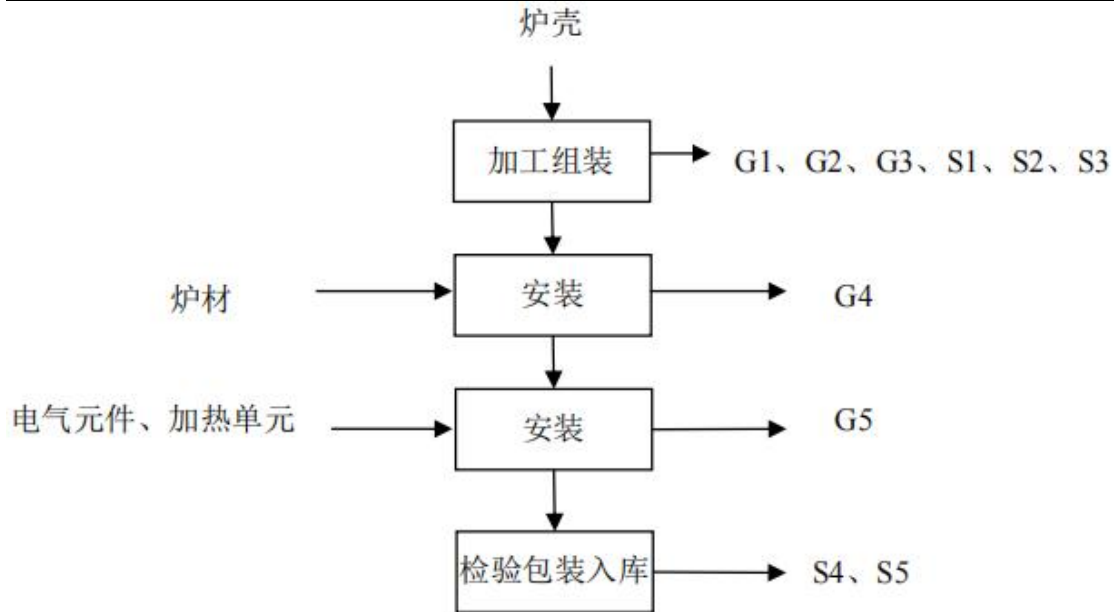 炉壳
加工组装
G1、G2、G3、S1、S2、S3
炉材
安装
G4
电气元件、加热单元
安装
G5
检验包装入库
S4、S5